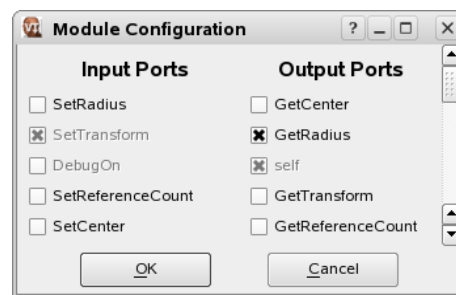 Module Configuration
Input Ports Output Ports
SetRadius GetCenter
SetTransform GetRadius
DebugOn self
SetReferenceCount GetTransform
SetCenter GetReferenceCount
OK Cancel